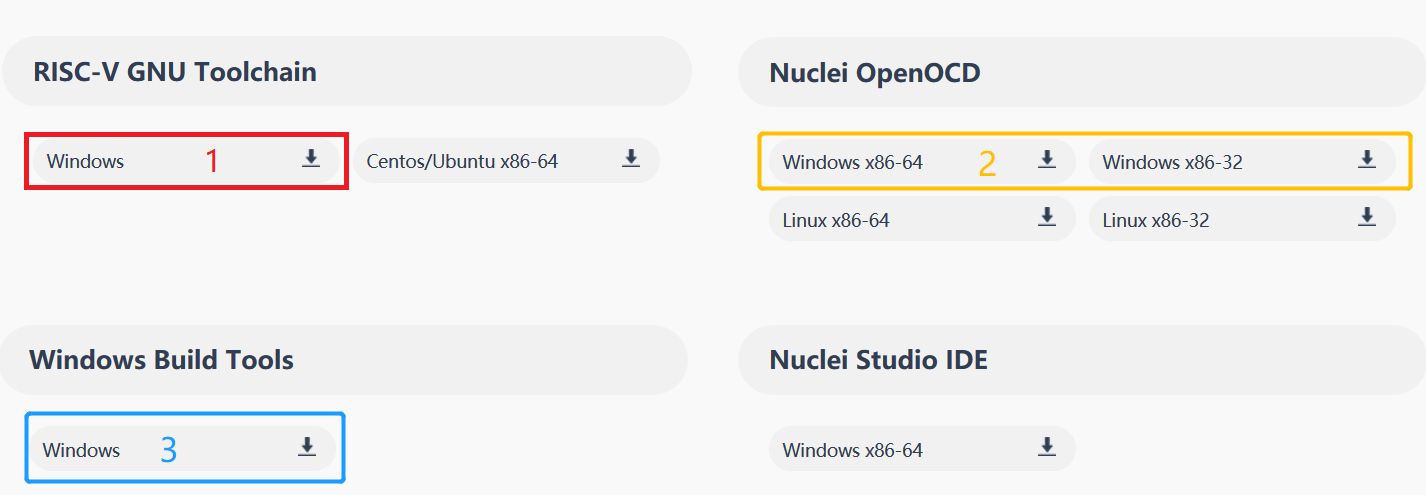 RISC-V GNU Toolchain
Windows 1
Centos/Ubuntu x86-64
Nuclei OpenOCD
Windows x86-64 2
Windows x86-32
Linux x86-64
Linux x86-32
Windows Build Tools
Windows 3
Nuclei Studio IDE
Windows x86-64